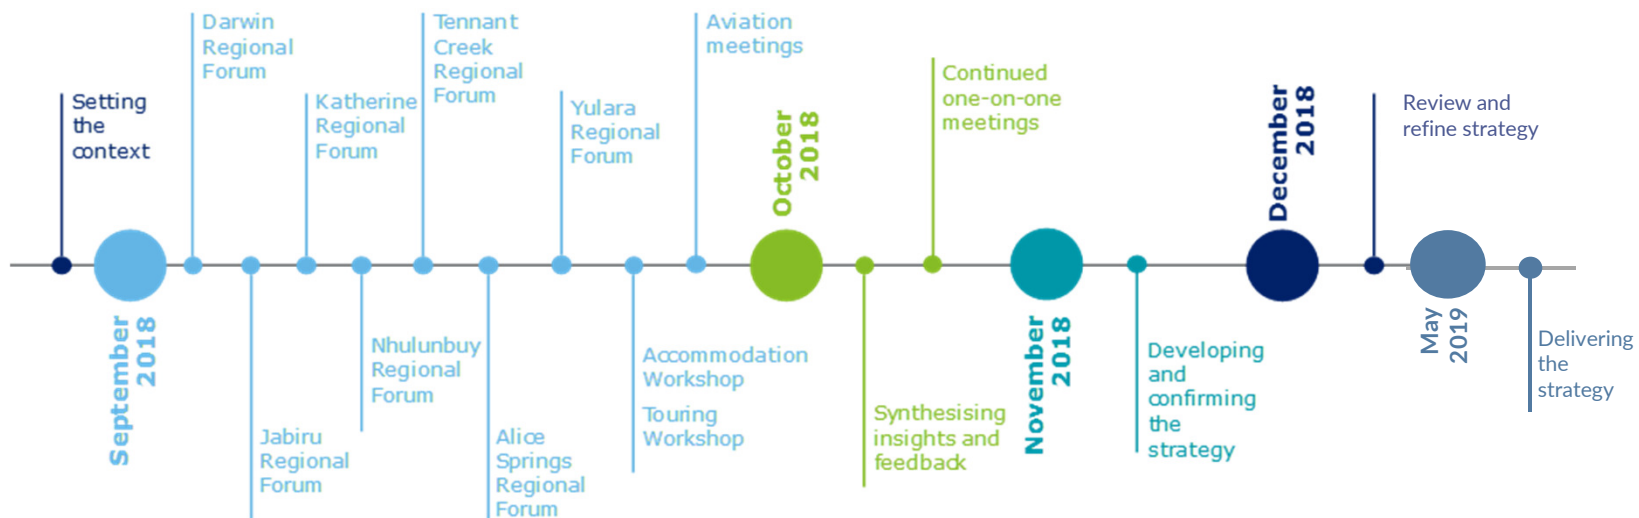 Setting
the
context
September
2018
Darwin
Regional
Forum
Jabiru
Regional
Forum
Katherine
Regional
Forum
Nhulunbuy
Regional
Forum
Tennant
Creek
Regional
Forum
Alice
Springs
Regional
Forum
Yulara
Regional
Forum
Accommodation
Workshop
Touring
Workshop
Aviation
meetings
October
2018
Synthesising
insights and
feedback
Continued
one-on-one
meetings
November
2018
Developing
and
confirming
the
strategy
December
2018
Review and
refine strategy
May
2019
Delivering
the
strategy